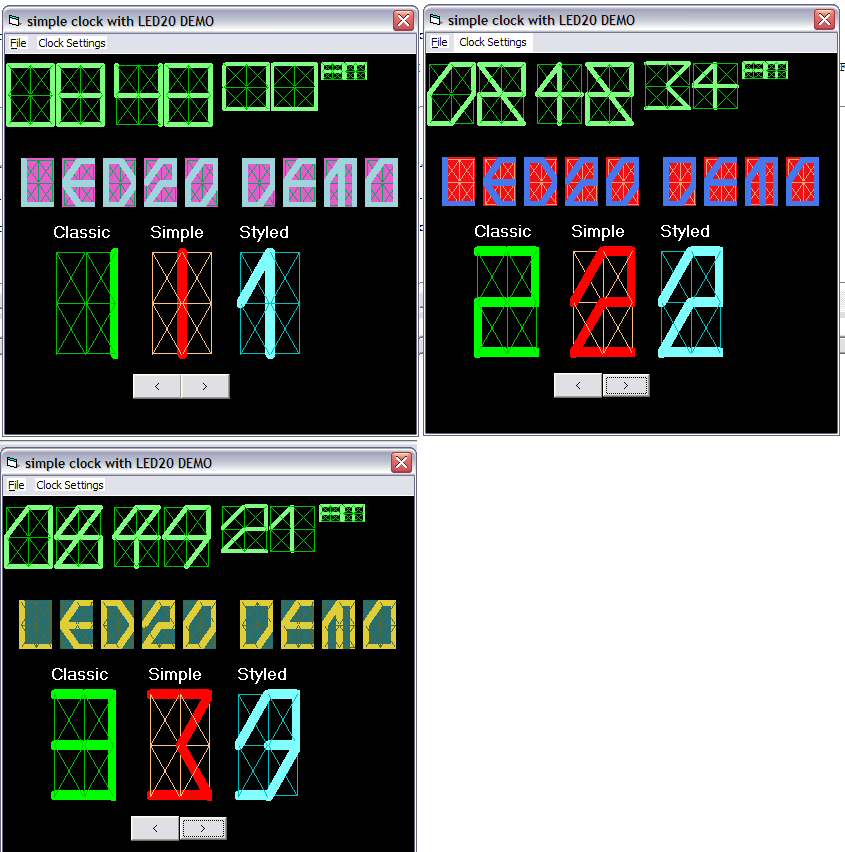 simple clock with LED20 DEMO
File Clock Settings
08 48
LED20 DEMO
Classic Simple Styled
1 1 1
< >
simple clock with LED20 DEMO
File Clock Settings
08 48 34
LED20 DEMO
Classic Simple Styled
2 2 2
< >
simple clock with LED20 DEMO
File Clock Settings
08 49 21
LED20 DEMO
Classic Simple Styled
3 3 3
< >